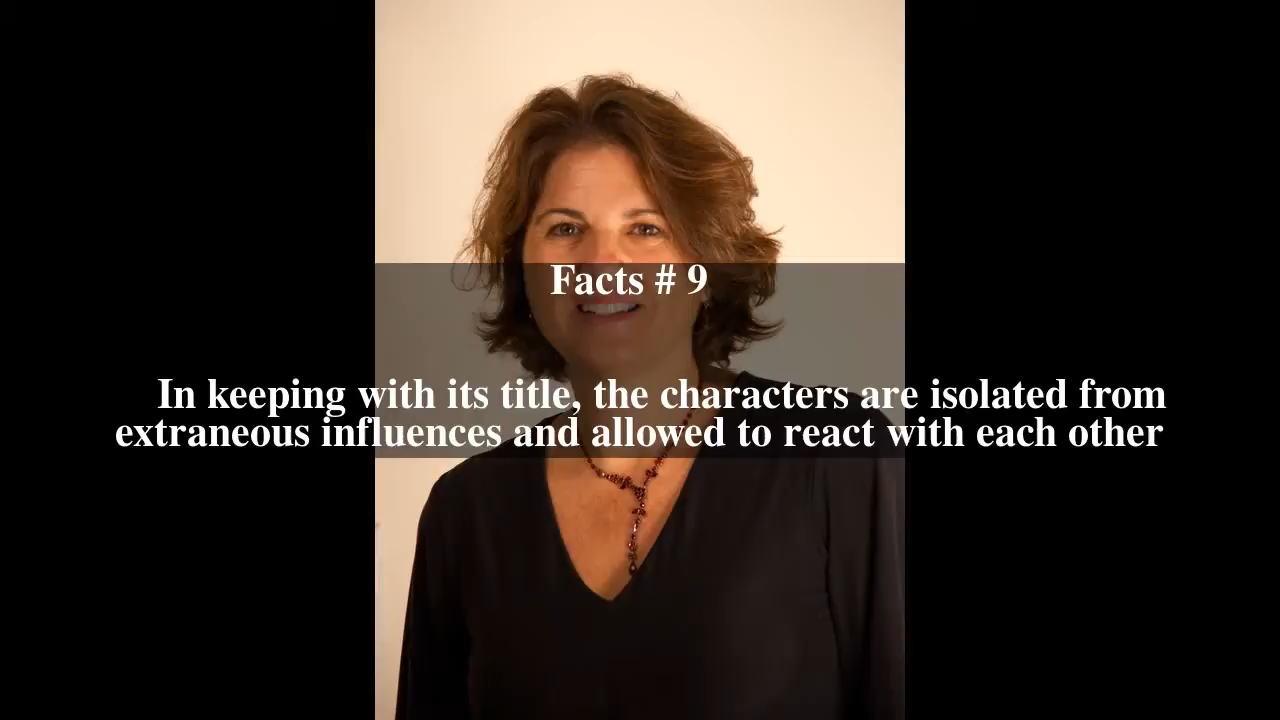 Facts # 9
In keeping with its title, the characters are isolated from
extraneous influences and allowed to react with each other